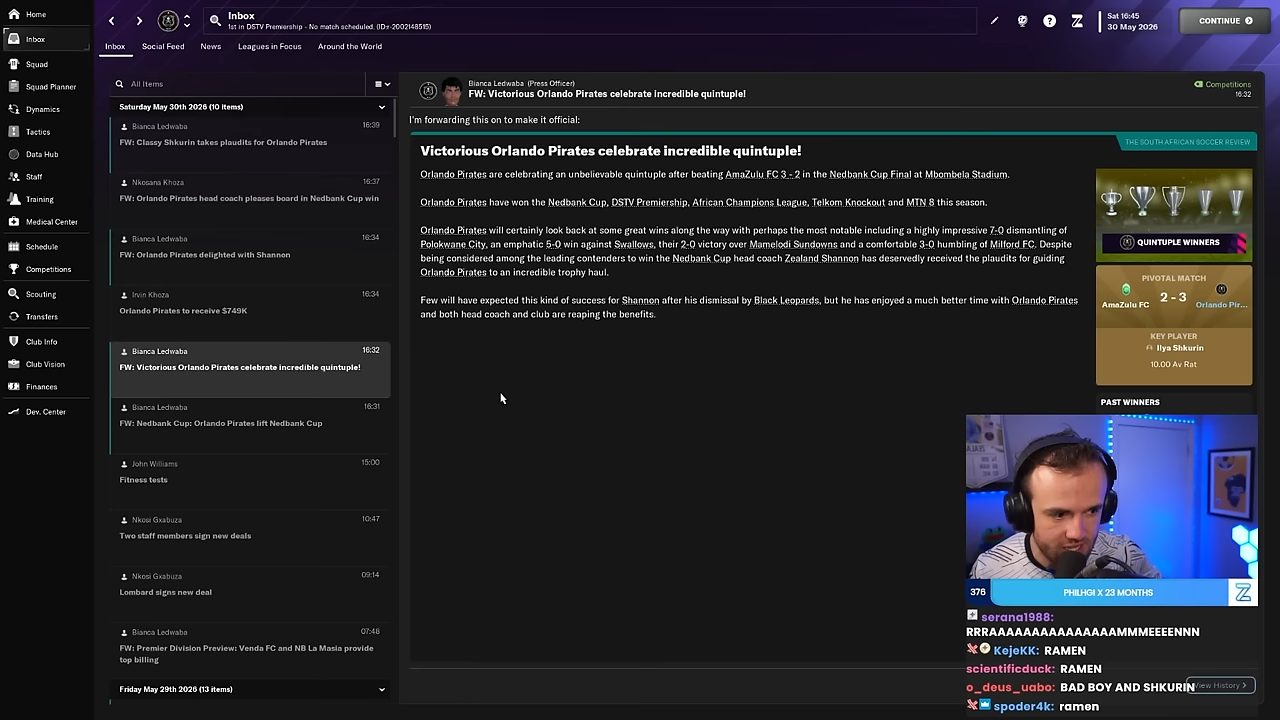 Home
Inbox
Squad
Squad Planner
Dynamics
Tactics
Data Hub
Staff
Training
Medical Center
Schedule
Competitions
Scouting
Transfers
Club Info
Club Vision
Finances
Dev. Center
Inbox
1st in DSTV Premiership - No match scheduled. (ID:r-2002148515)
Sat 16:45
30 May 2026
CONTINUE
Inbox
Social Feed
News
Leagues in Focus
Around the World
All Items
Saturday May 30th 2026 (10 items)
Bianca Ledwaba 16:39
FW: Classy Shkurin takes plaudits for Orlando Pirates
Nkosana Khoza 16:37
FW: Orlando Pirates head coach pleases board in Nedbank Cup win
Bianca Ledwaba 16:34
FW: Orlando Pirates delighted with Shannon
Irvin Khoza 16:34
Orlando Pirates to receive $749K
Bianca Ledwaba 16:32
FW: Victorious Orlando Pirates celebrate incredible quintuple!
Bianca Ledwaba 16:31
FW: Nedbank Cup: Orlando Pirates lift Nedbank Cup
John Williams 15:00
Fitness tests
Nkosi Gxabuza 10:47
Two staff members sign new deals
Nkosi Gxabuza 09:14
Lombard signs new deal
Bianca Ledwaba 07:46
FW: Premier Division Preview: Venda FC and NB La Masia provide
top billing
Friday May 29th 2026 (13 items)
Bianca Ledwaba (Press Officer)
FW: Victorious Orlando Pirates celebrate incredible quintuple!
Competitions
16:32
I'm forwarding this on to make it official:
THE SOUTH AFRICAN SOCCER REVIEW
Victorious Orlando Pirates celebrate incredible quintuple!
Orlando Pirates are celebrating an unbelievable quintuple after beating AmaZulu FC 3 - 2 in the Nedbank Cup Final at Mbombela Stadium.
Orlando Pirates have won the Nedbank Cup, DSTV Premiership, African Champions League, Telkom Knockout and MTN 8 this season.
Orlando Pirates will certainly look back at some great wins along the way with perhaps the most notable including a highly impressive 7-0 dismantling of
Polokwane City, an emphatic 5-0 win against Swallows, their 2-0 victory over Mamelodi Sundowns and a comfortable 3-0 humbling of Milford FC. Despite
being considered among the leading contenders to win the Nedbank Cup head coach Zealand Shannon has deservedly received the plaudits for guiding
Orlando Pirates to an incredible trophy haul.
Few will have expected this kind of success for Shannon after his dismissal by Black Leopards, but he has enjoyed a much better time with Orlando Pirates
and both head coach and club are reaping the benefits.
QUINTUPLE WINNERS
PIVOTAL MATCH
AmaZulu FC 2 - 3 Orlando Pir...
KEY PLAYER
Ilya Shkurin
10.00 Av Rat
PAST WINNERS
376 PHILHGI X 23 MONTHS Z
serana1988:
RRRAAAAAAAAAAAAAAAMMMEEEENNN
KejeKK: RAMEN
scientificduck: RAMEN
o_deus_uabo: BAD BOY AND SHKURIN
View History
spoder4k: ramen